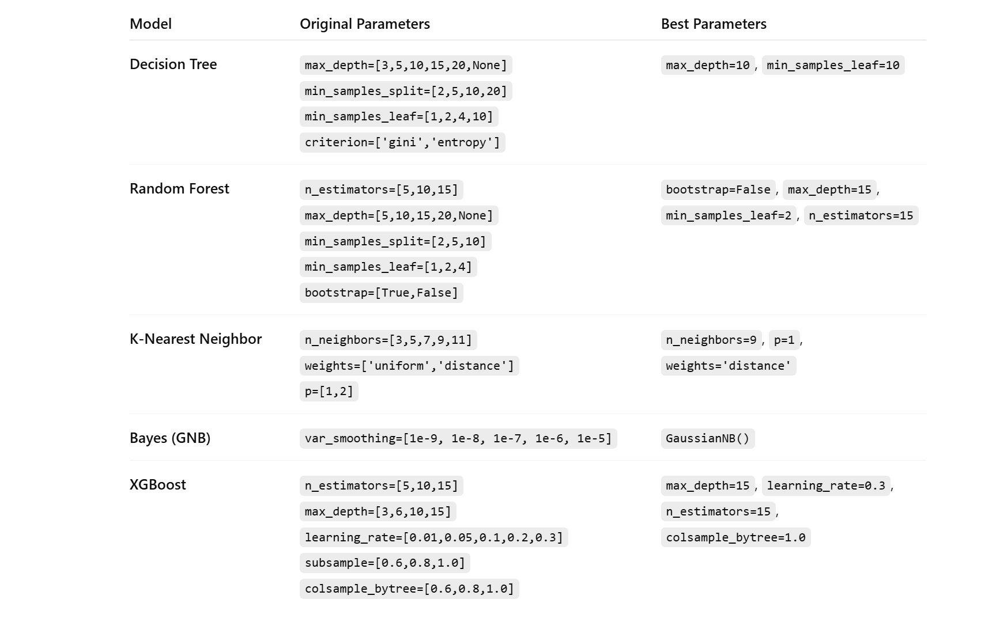 Model Original Parameters Best Parameters
Decision Tree max_depth=[3,5,10,15,20,None] max_depth=10, min_samples_leaf=10
min_samples_split=[2,5,10,20]
min_samples_leaf=[1,2,4,10]
criterion=['gini','entropy']
Random Forest n_estimators=[5,10,15] bootstrap=False, max_depth=15,
max_depth=[5,10,15,20,None] min_samples_leaf=2, n_estimators=15
min_samples_split=[2,5,10]
min_samples_leaf=[1,2,4]
bootstrap=[True,False]
K-Nearest Neighbor n_neighbors=[3,5,7,9,11] n_neighbors=9, p=1,
weights=['uniform','distance'] weights='distance'
p=[1,2]
Bayes (GNB) var_smoothing=[1e-9, 1e-8, 1e-7, 1e-6, 1e-5] GaussianNB()
XGBoost n_estimators=[5,10,15] max_depth=15, learning_rate=0.3,
max_depth=[3,6,10,15] n_estimators=15,
learning_rate=[0.01,0.05,0.1,0.2,0.3] colsample_bytree=1.0
subsample=[0.6,0.8,1.0]
colsample_bytree=[0.6,0.8,1.0]